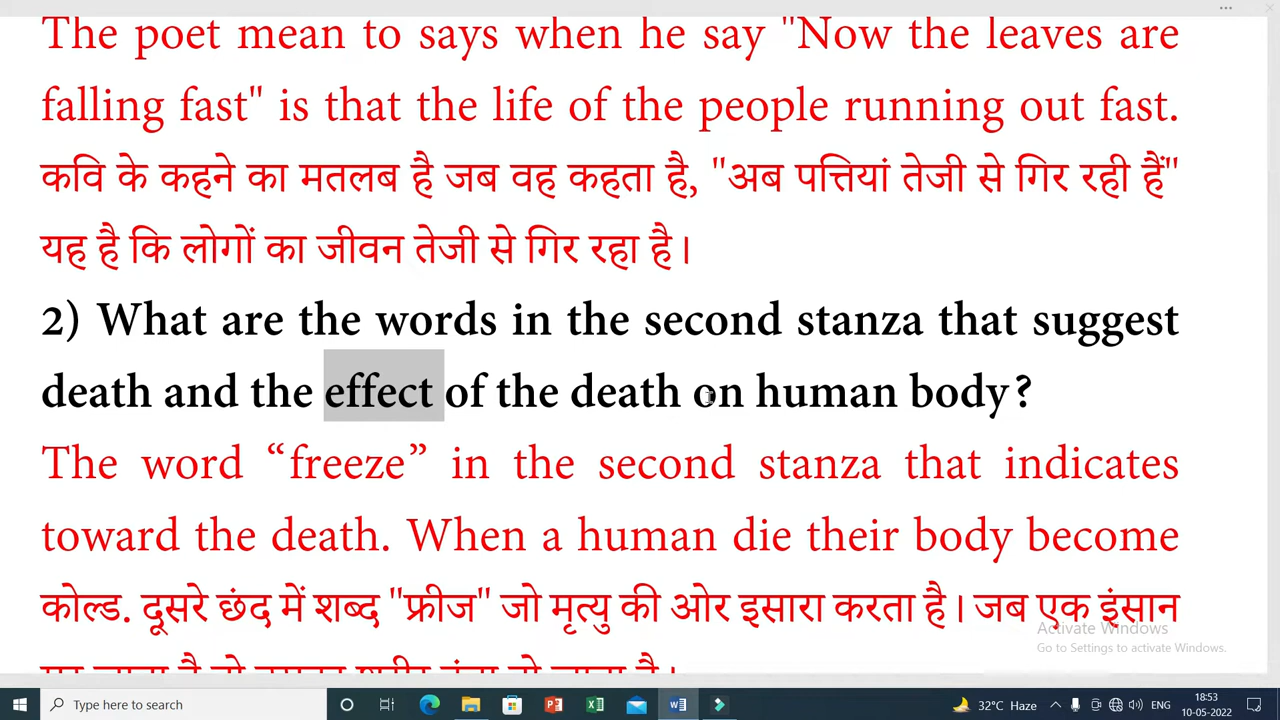 The poet mean to says when he say "Now the leaves are
falling fast" is that the life of the people running out fast.
कवि के कहने का मतलब है जब वह कहता है, "अब पत्तियां तेजी से गिर रही हैं"
यह है कि लोगों का जीवन तेजी से गिर रहा है।
2) What are the words in the second stanza that suggest
death and the effect of the death on human body?
The word “freeze” in the second stanza that indicates
toward the death. When a human die their body become
कोल्ड. दूसरे छंद में शब्द "फ्रीज" जो मृत्यु की ओर इसारा करता है। जब एक इंसान
Activate Windows
Go to Settings to activate Windows.
Type here to search
32°C Haze
ENG
18:53
10-05-2022